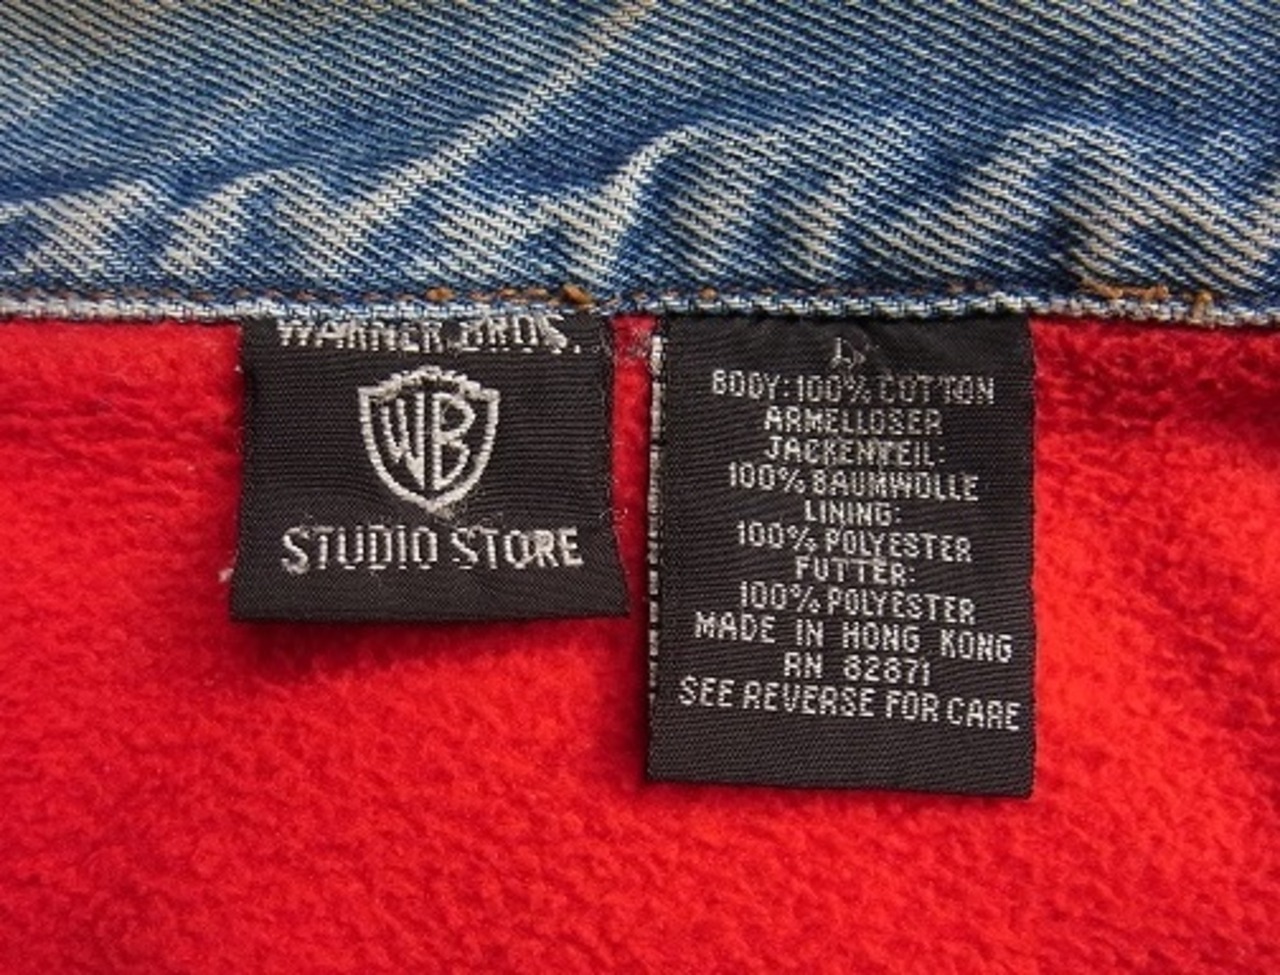 WARNER BROS.
WB
STUDIO STORE
L
BODY: 100% COTTON
ARMELLOSER
JACKENTEIL:
100% BAUMWOLLE
LINING:
100% POLYESTER
FUTTER:
100% POLYESTER
MADE IN HONG KONG
RN 82871
SEE REVERSE FOR CARE